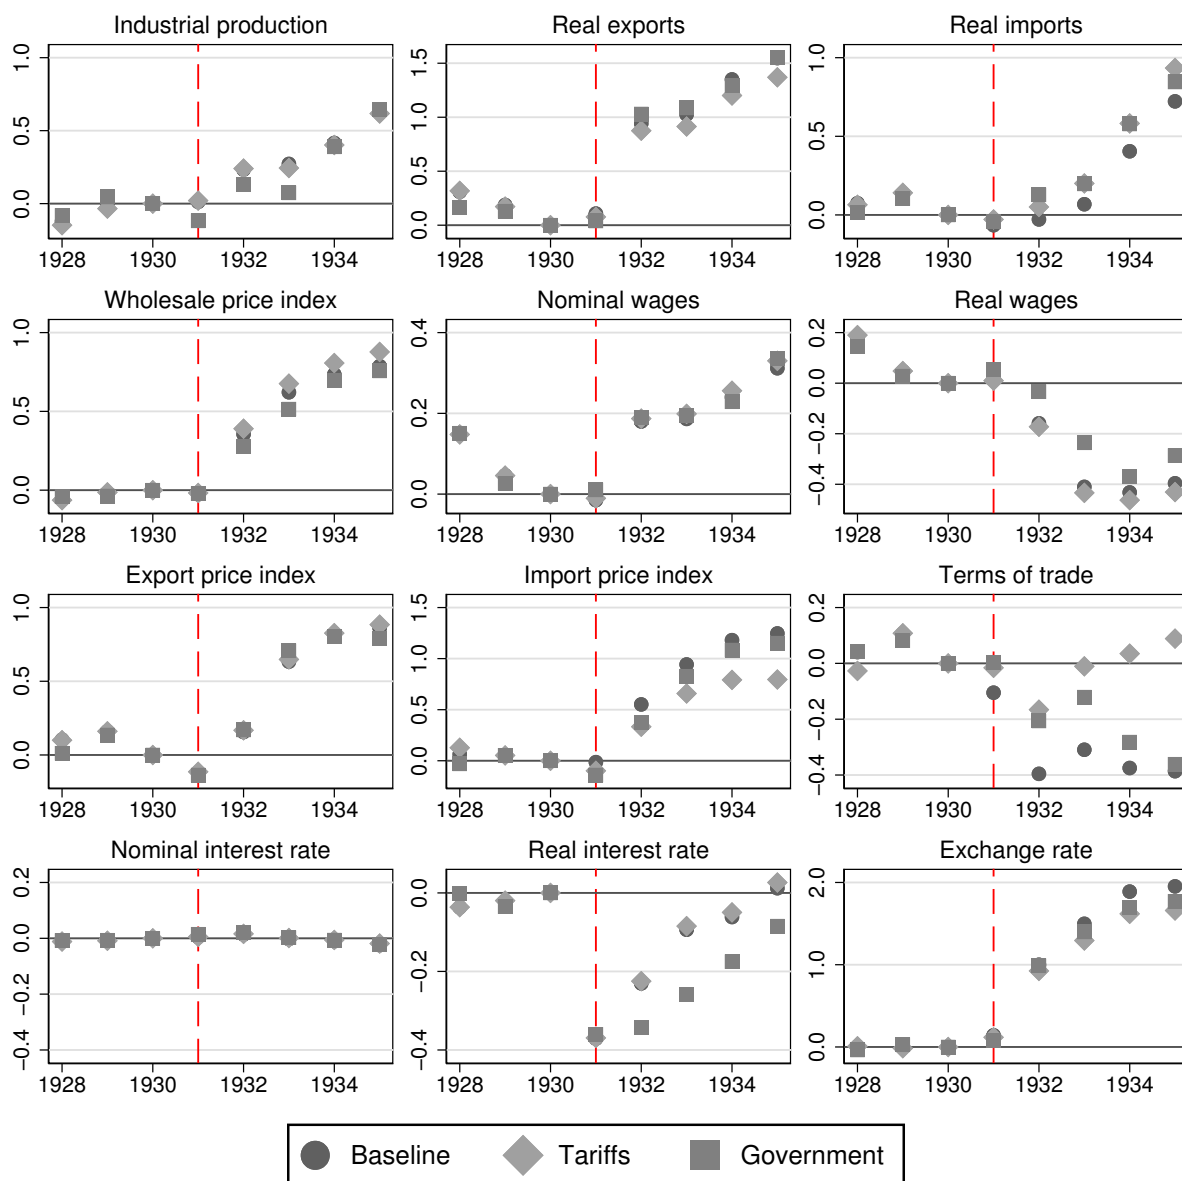 Industrial production
Real exports
Real imports
0.0 0.5 1.0
1928 1930 1932 1934
0.0 0.5 1.0 1.5
1928 1930 1932 1934
0.0 0.5 1.0
1928 1930 1932 1934
Wholesale price index
Nominal wages
Real wages
0.0 0.5 1.0
1928 1930 1932 1934
0.0 0.2 0.4
1928 1930 1932 1934
−0.4 −0.2 0.0 0.2
1928 1930 1932 1934
Export price index
Import price index
Terms of trade
0.0 0.5 1.0
1928 1930 1932 1934
0.0 0.5 1.0 1.5
1928 1930 1932 1934
−0.4 −0.2 0.0 0.2
1928 1930 1932 1934
Nominal interest rate
Real interest rate
Exchange rate
−0.4 −0.2 0.0 0.2
1928 1930 1932 1934
−0.4 −0.2 0.0
1928 1930 1932 1934
0.0 1.0 2.0
1928 1930 1932 1934
Baseline Tariffs Government